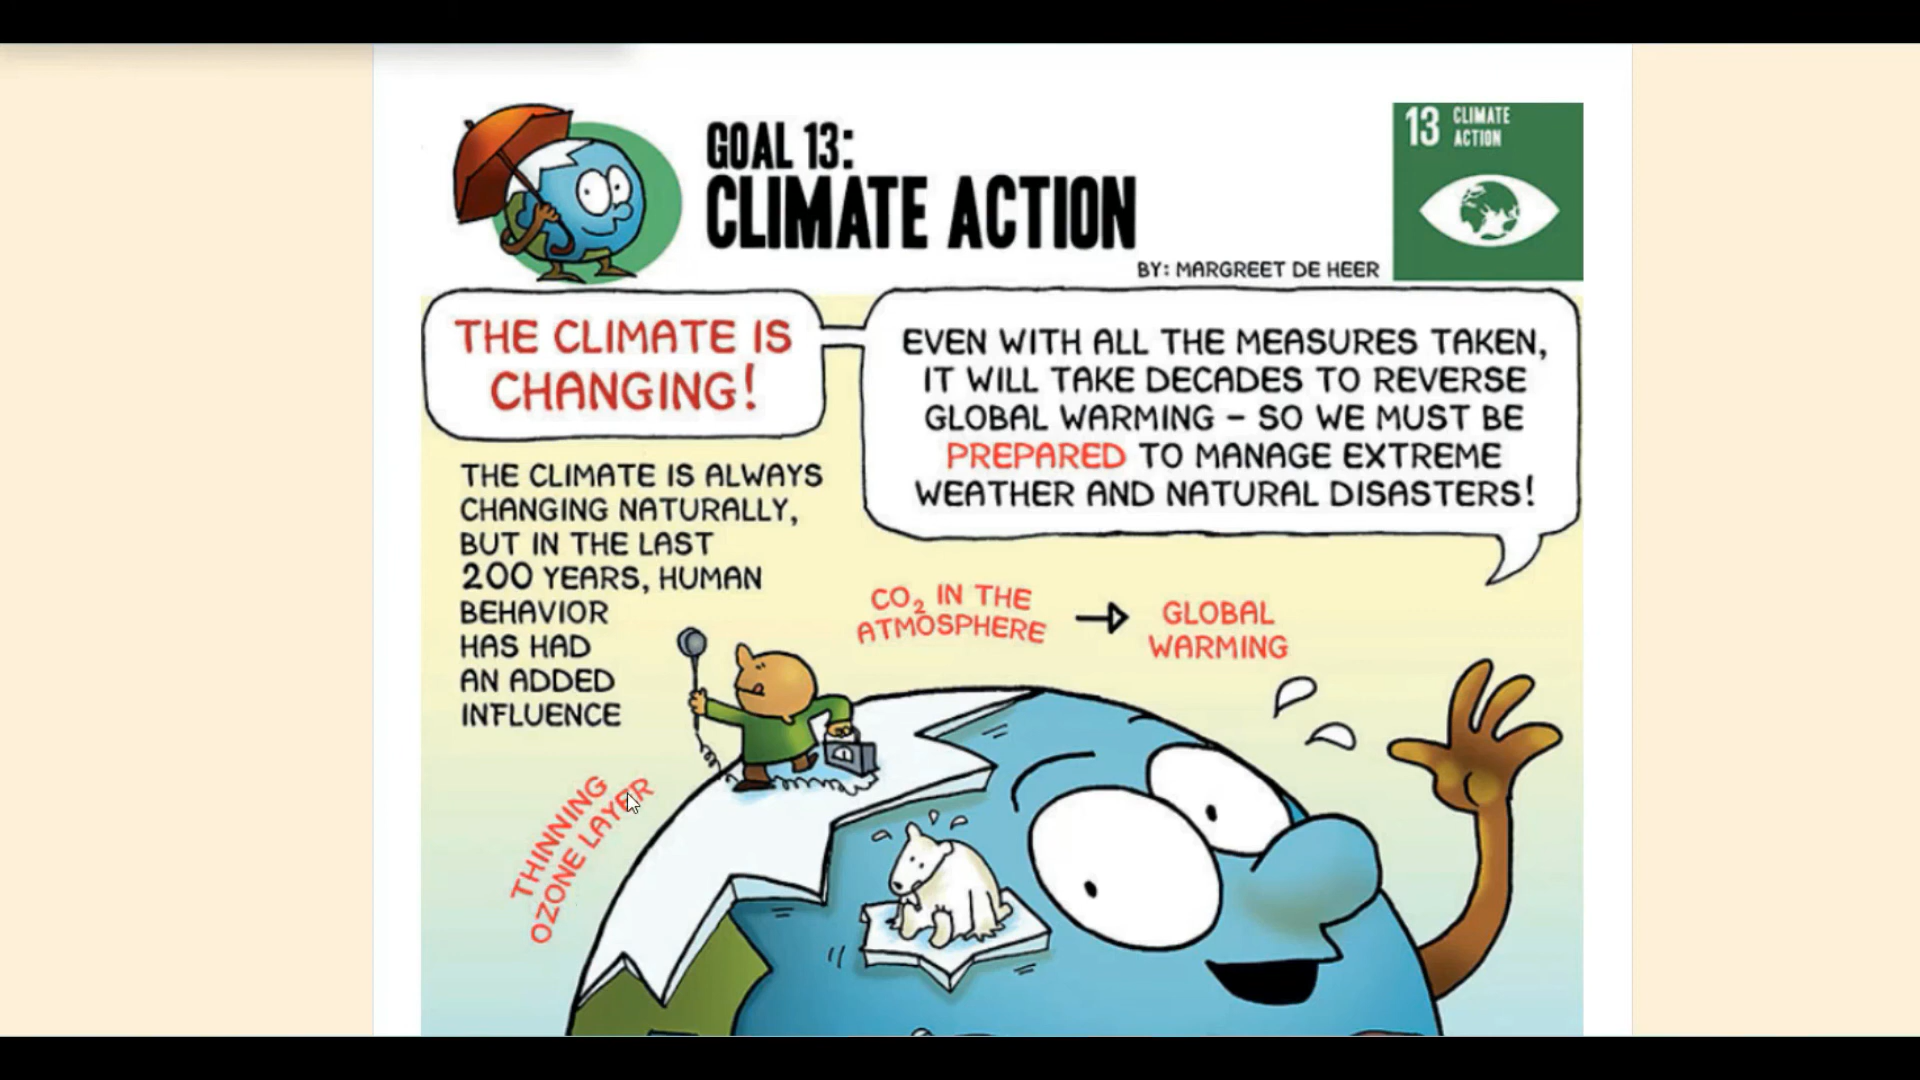 GOAL 13:
CLIMATE ACTION
BY: MARGREET DE HEER
13 CLIMATE
ACTION
THE CLIMATE IS
CHANGING!
EVEN WITH ALL THE MEASURES TAKEN,
IT WILL TAKE DECADES TO REVERSE
GLOBAL WARMING – SO WE MUST BE
PREPARED TO MANAGE EXTREME
WEATHER AND NATURAL DISASTERS!
THE CLIMATE IS ALWAYS
CHANGING NATURALLY,
BUT IN THE LAST
200 YEARS, HUMAN
BEHAVIOR
HAS HAD
AN ADDED
INFLUENCE
CO₂ IN THE
ATMOSPHERE
GLOBAL
WARMING
THINNING
OZONE LAYER